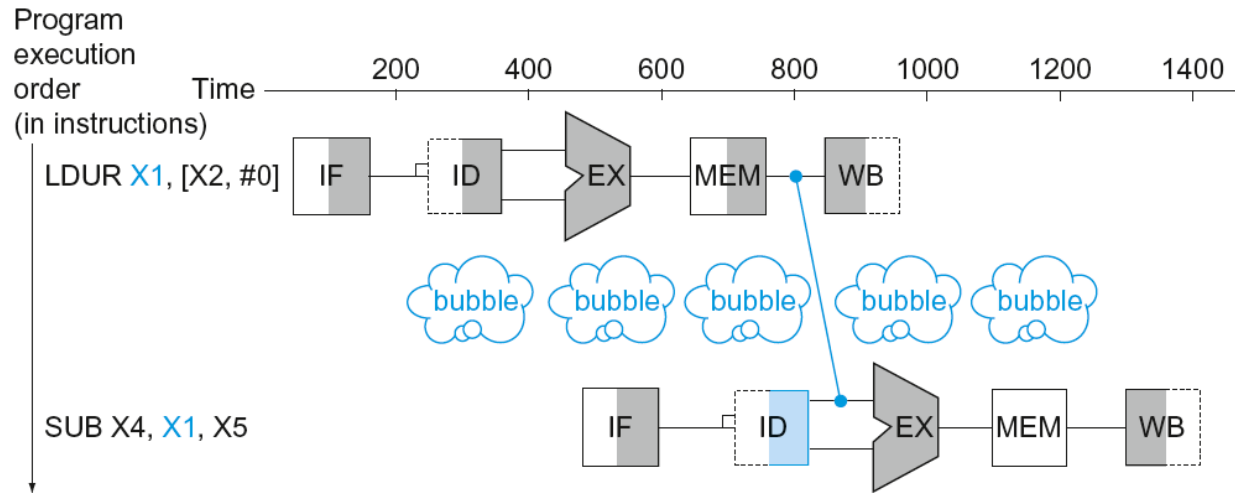 Program
execution
order
(in instructions)
Time
200 400 600 800 1000 1200 1400
LDUR X1, [X2, #0]
IF ID EX MEM WB
bubble bubble bubble bubble bubble
SUB X4, X1, X5
IF ID EX MEM WB